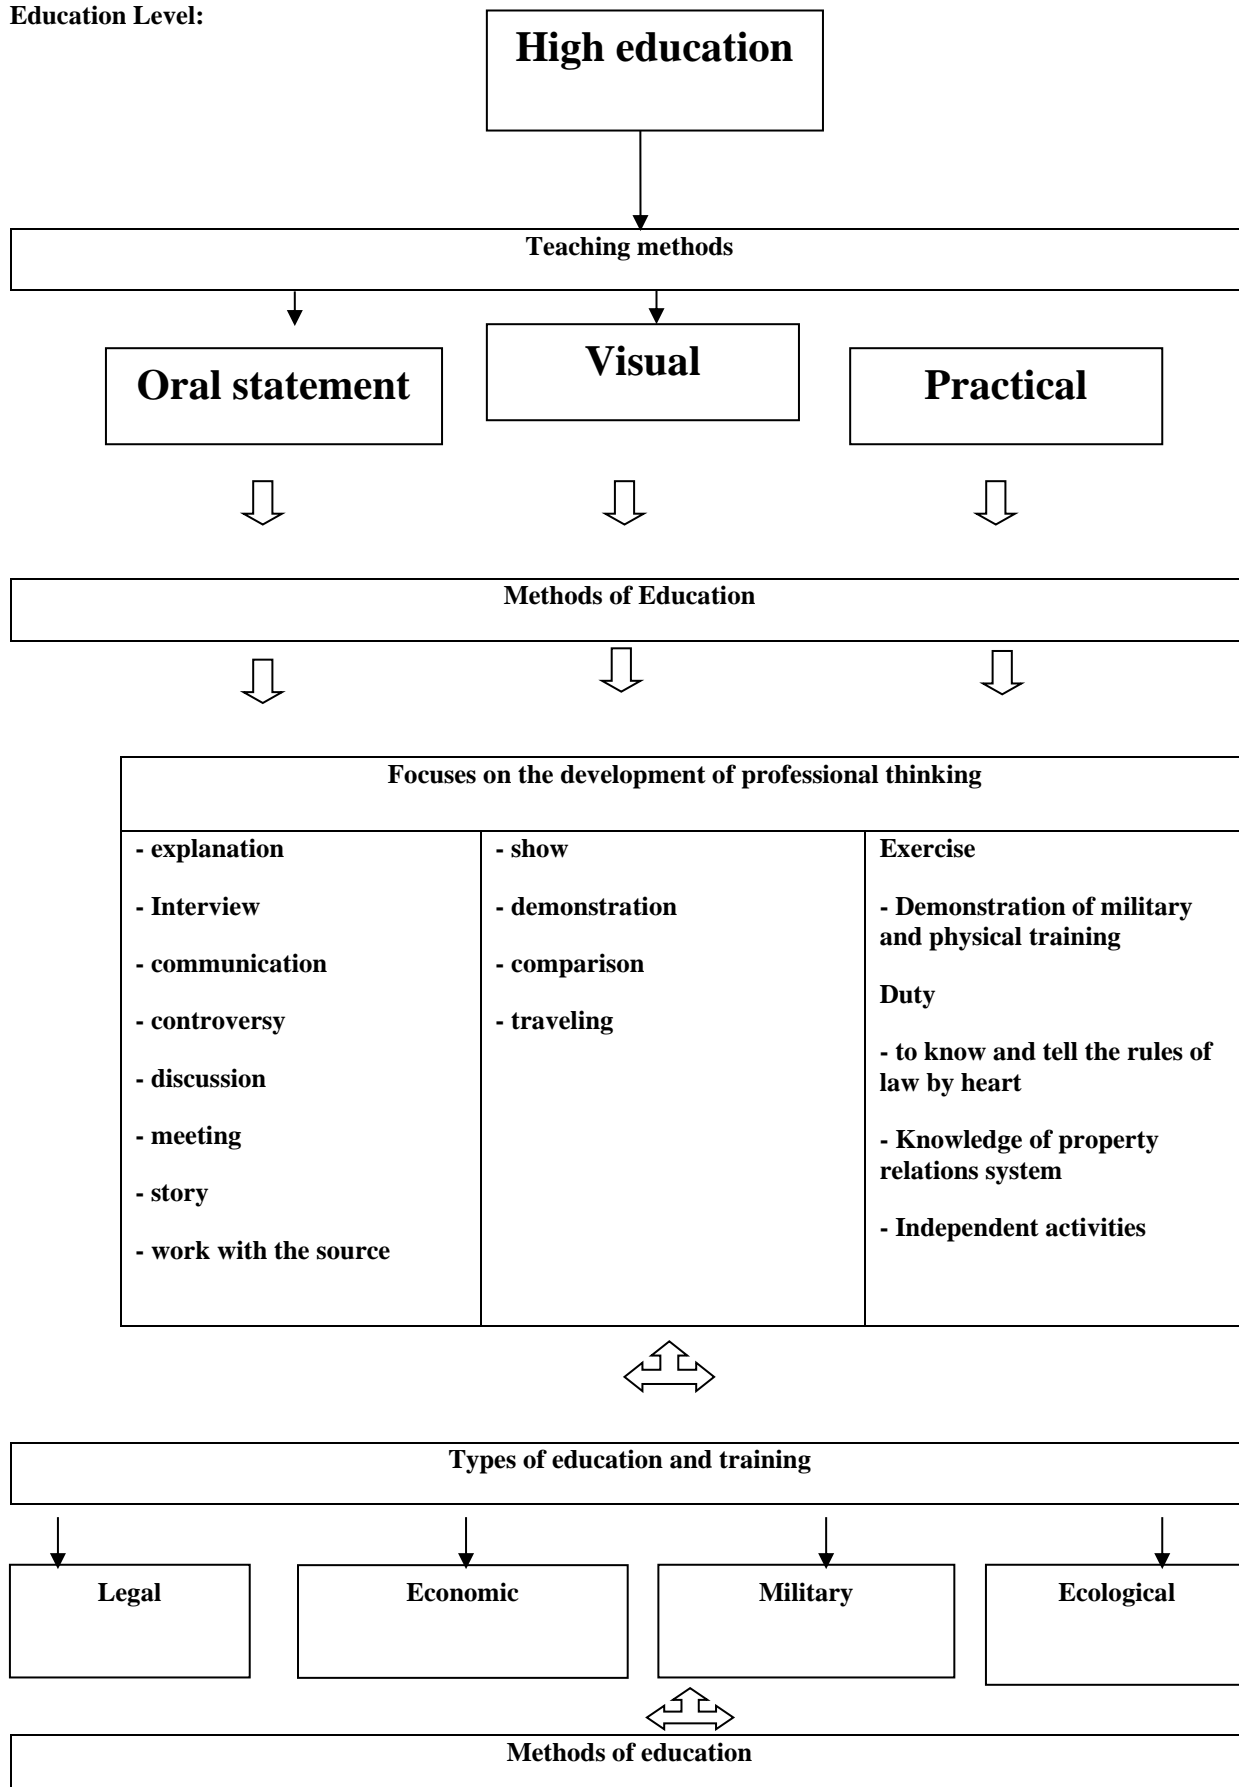 Education Level:
High education
Teaching methods
Oral statement
Visual
Practical
Methods of Education
Focuses on the development of professional thinking
- explanation
- Interview
- communication
- controversy
- discussion
- meeting
- story
- work with the source
- show
- demonstration
- comparison
- traveling
Exercise
- Demonstration of military
and physical training
Duty
- to know and tell the rules of
law by heart
- Knowledge of property
relations system
- Independent activities
Types of education and training
Legal
Economic
Military
Ecological
Methods of education